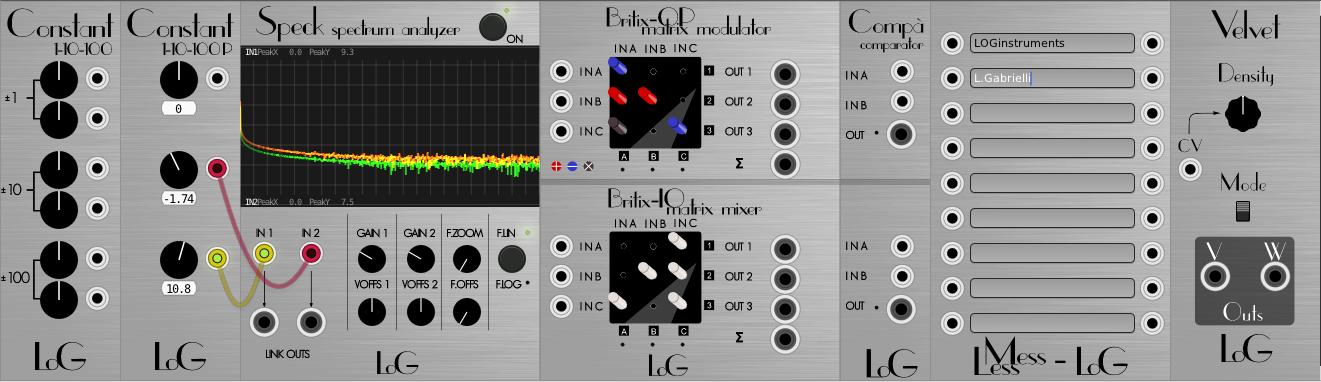 Constant
1-10-100
±1
±10
±100
LoG
Constant
1-10-100 P
0
-1.74
10.8
LoG
Speck spectrum analyzer
ON
IN1 PeakX 0.0 PeakY 9.3
IN2 PeakX 0.0 PeakY 7.5
IN 1 IN 2 GAIN 1 GAIN 2 F.ZOOM F.LIN
VOFFS 1 VOFFS 2 F.OFFS F.LOG
LINK OUTS
LoG
Britix-QP
matrix modulator
INA INB INC
INA 1 OUT 1
INB 2 OUT 2
INC 3 OUT 3
A B C Σ
Britix-IO
matrix mixer
INA INB INC
INA 1 OUT 1
INB 2 OUT 2
INC 3 OUT 3
A B C Σ
LoG
Compà
comparator
INA
INB
OUT
INA
INB
OUT
LoG
LOGinstruments
L.Gabrielli
Mess
Less - LoG
Velvet
Density
CV
Mode
V W
Outs
LoG